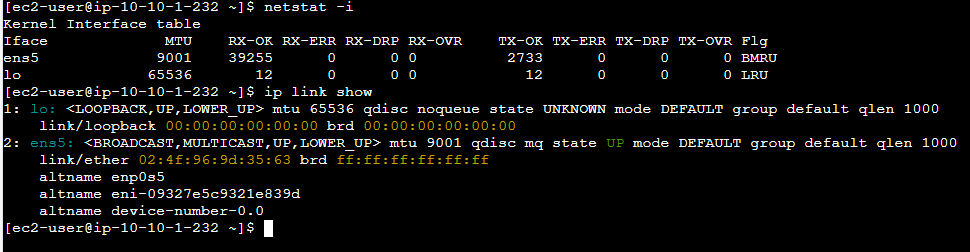 [ec2-user@ip-10-10-1-232 ~]$ netstat -i
Kernel Interface table
Iface             MTU    RX-OK RX-ERR RX-DRP RX-OVR    TX-OK TX-ERR TX-DRP TX-OVR Flg
ens5             9001    39255      0      0 0          2733      0      0      0 BMRU
lo              65536       12      0      0 0            12      0      0      0 LRU
[ec2-user@ip-10-10-1-232 ~]$ ip link show
1: lo: <LOOPBACK,UP,LOWER_UP> mtu 65536 qdisc noqueue state UNKNOWN mode DEFAULT group default qlen 1000
    link/loopback 00:00:00:00:00:00 brd 00:00:00:00:00:00
2: ens5: <BROADCAST,MULTICAST,UP,LOWER_UP> mtu 9001 qdisc mq state UP mode DEFAULT group default qlen 1000
    link/ether 02:4f:96:9d:35:63 brd ff:ff:ff:ff:ff:ff
    altname enp0s5
    altname eni-09327e5c9321e839d
    altname device-number-0.0
[ec2-user@ip-10-10-1-232 ~]$